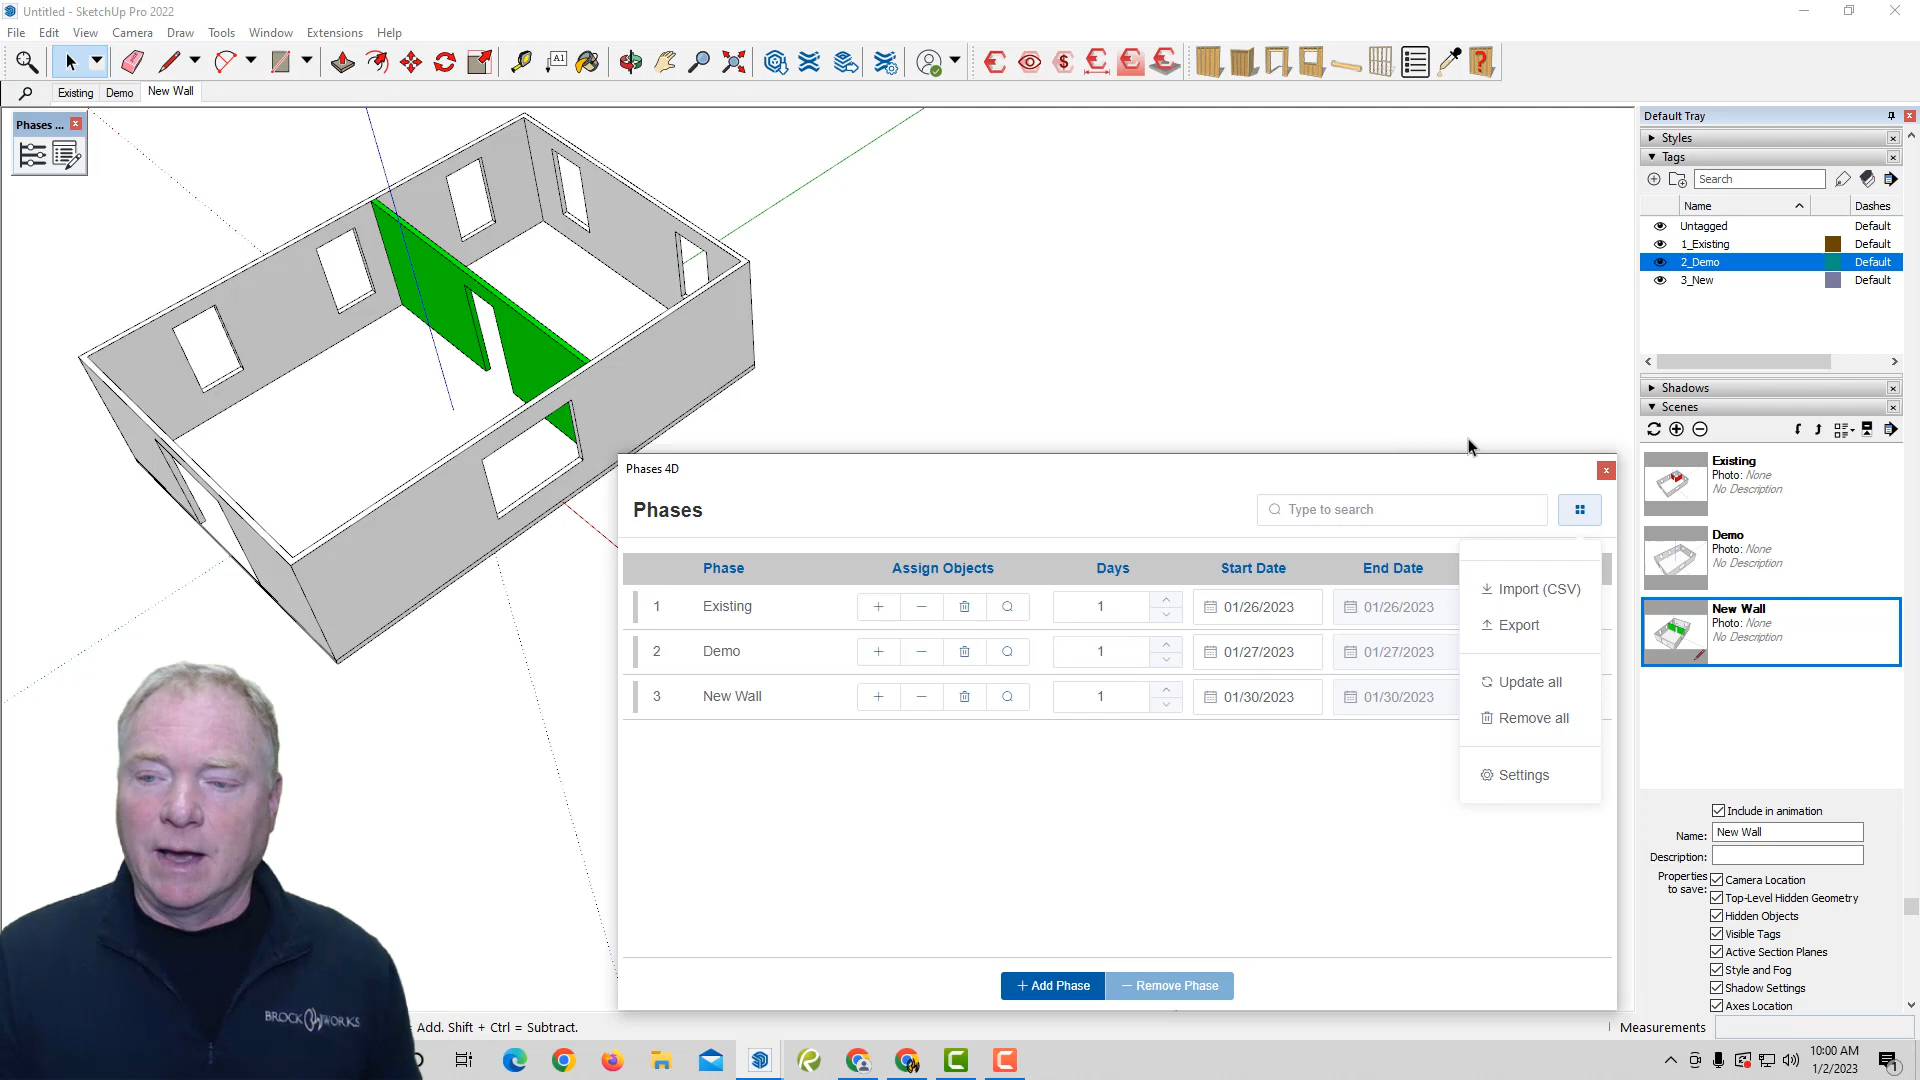 Untitled - SketchUp Pro 2022
File Edit View Camera Draw Tools Window Extensions Help
A1
$
?
Existing Demo New Wall
Phases ...
Default Tray
Styles
Tags
Search
Name Dashes
Untagged Default
1_Existing Default
2_Demo Default
3_New Default
Shadows
Scenes
Existing
Photo: None
No Description
Demo
Photo: None
No Description
New Wall
Photo: None
No Description
Include in animation
Name: New Wall
Description:
Properties to save:
Camera Location
Top-Level Hidden Geometry
Hidden Objects
Visible Tags
Active Section Planes
Style and Fog
Shadow Settings
Axes Location
Phases 4D
Phases
Type to search
Phase Assign Objects Days Start Date End Date
1 Existing 1 01/26/2023 01/26/2023
2 Demo 1 01/27/2023 01/27/2023
3 New Wall 1 01/30/2023 01/30/2023
Import (CSV)
Export
Update all
Remove all
Settings
+ Add Phase − Remove Phase
BROCK WORKS
Add. Shift + Ctrl = Subtract.
Measurements
10:00 AM
1/2/2023
1